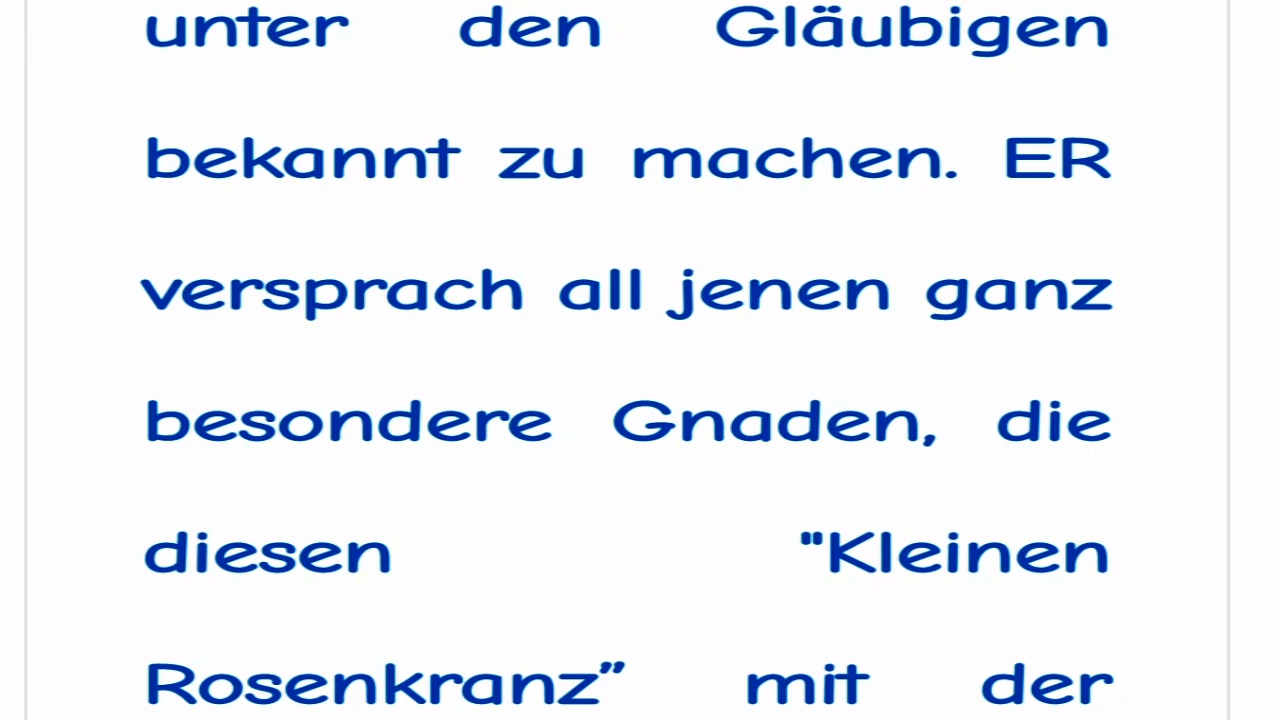 unter den Gläubigen
bekannt zu machen. ER
versprach all jenen ganz
besondere Gnaden, die
diesen "Kleinen
Rosenkranz” mit der